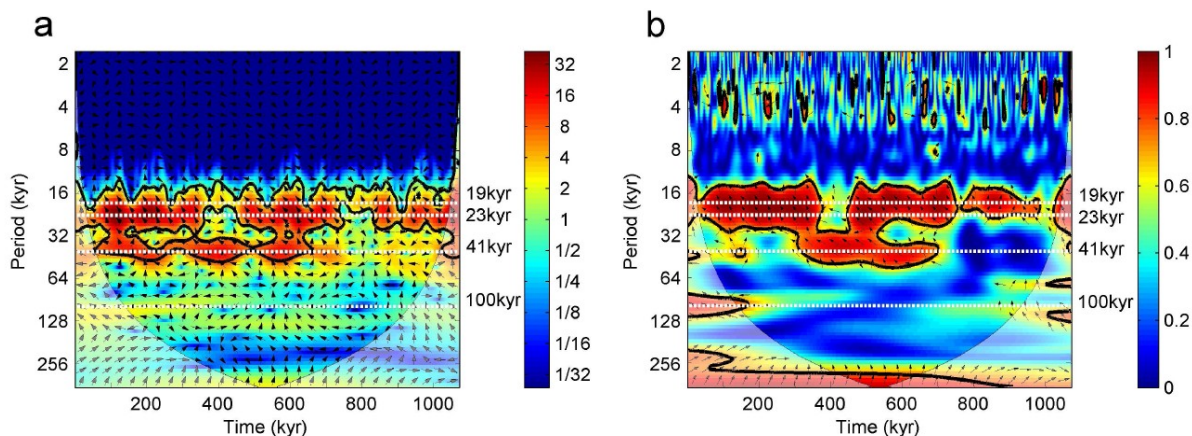 a
b
2
4
8
16
32
64
128
256
Period (kyr)
200 400 600 800 1000
Time (kyr)
19kyr
23kyr
41kyr
100kyr
32
16
8
4
2
1
1/2
1/4
1/8
1/16
1/32
2
4
8
16
32
64
128
256
Period (kyr)
200 400 600 800 1000
Time (kyr)
19kyr
23kyr
41kyr
100kyr
1
0.8
0.6
0.4
0.2
0